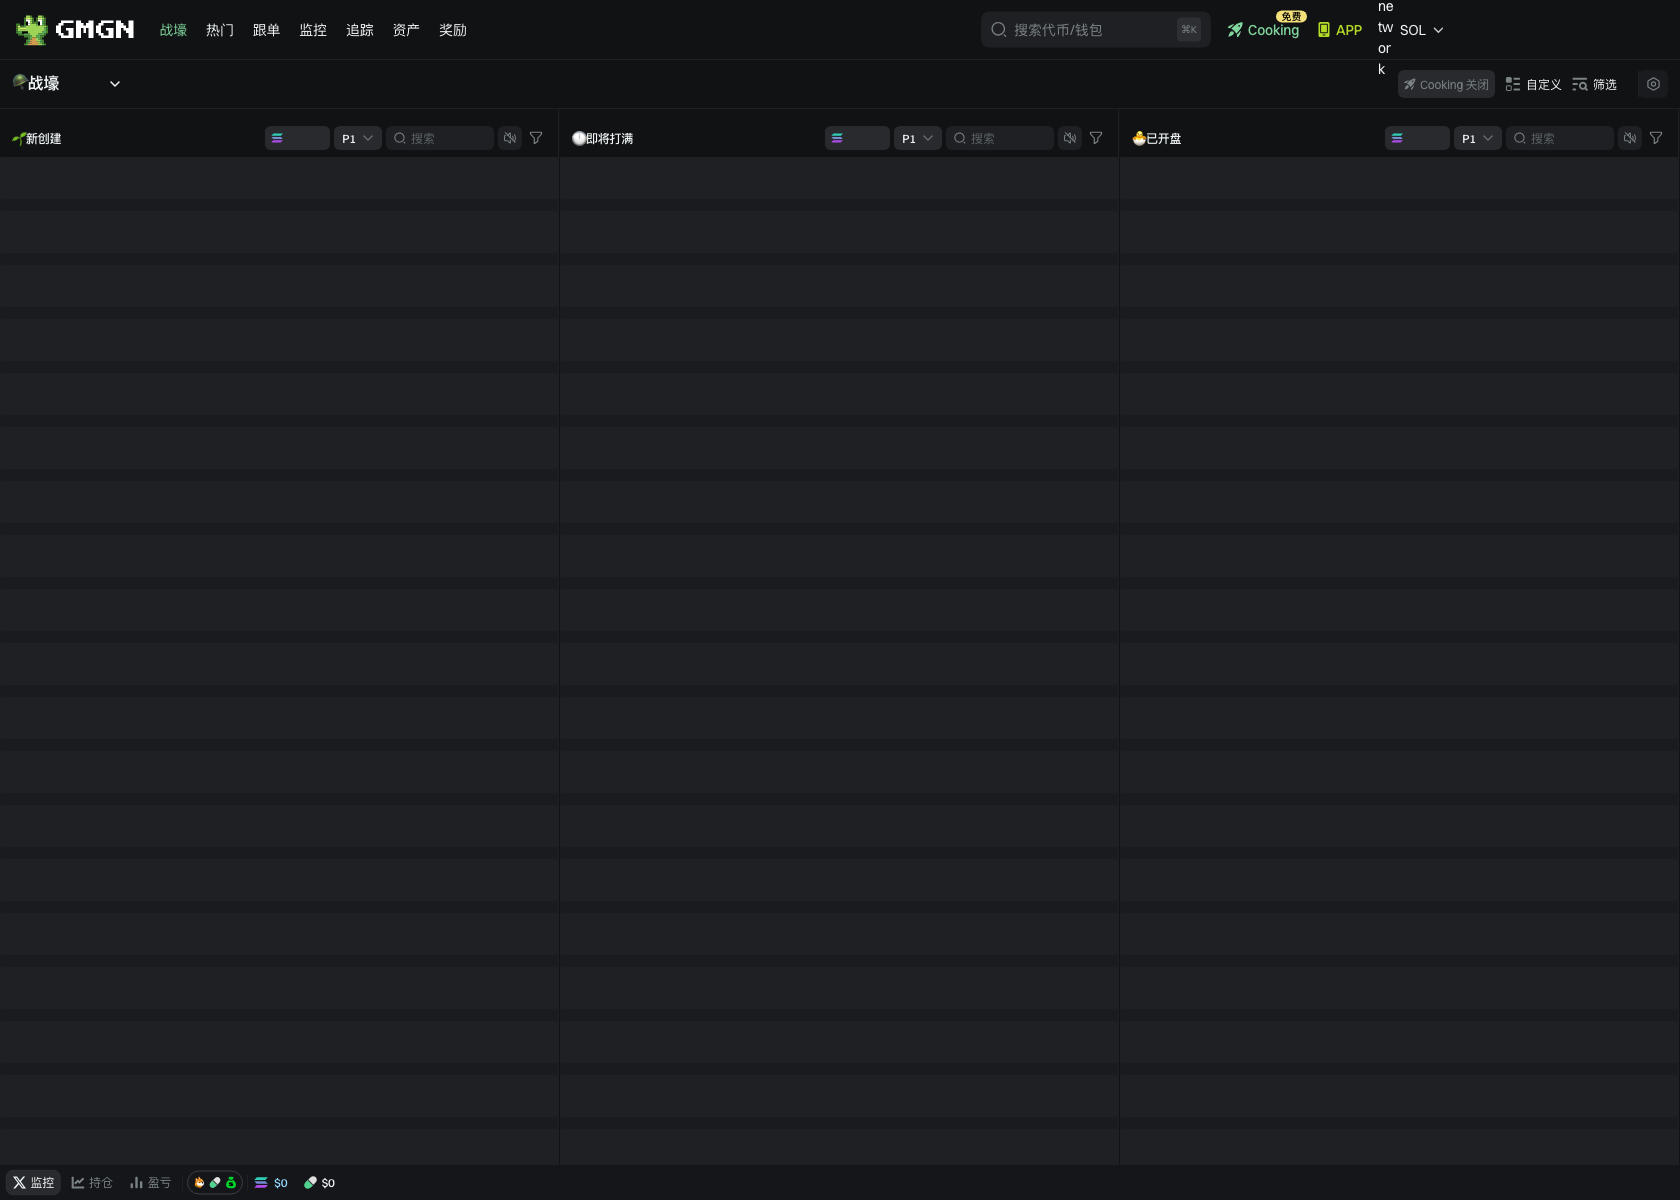 GMGN 战壕 热门 跟单 监控 追踪 资产 奖励 搜索代币/钱包 ⌘K Cooking 免费 APP network SOL
战壕 Cooking 关闭 自定义 筛选
新创建 P1 搜索 即将打满 P1 搜索 已开盘 P1 搜索
监控 持仓 盈亏 $0 $0